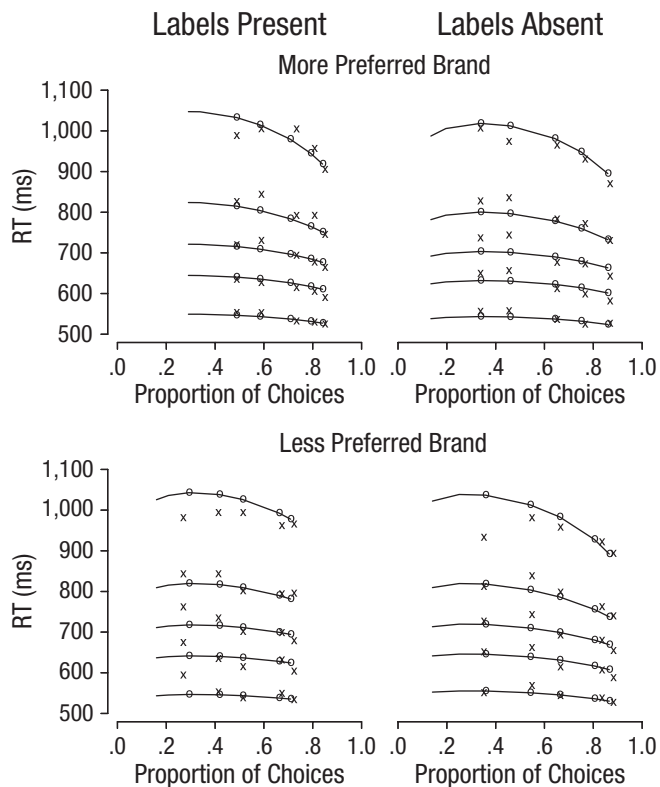 Labels Present Labels Absent
More Preferred Brand
RT (ms)
1,100
1,000
900
800
700
600
500
.0 .2 .4 .6 .8 1.0 .0 .2 .4 .6 .8 1.0
Proportion of Choices Proportion of Choices
Less Preferred Brand
RT (ms)
1,100
1,000
900
800
700
600
500
.0 .2 .4 .6 .8 1.0 .0 .2 .4 .6 .8 1.0
Proportion of Choices Proportion of Choices